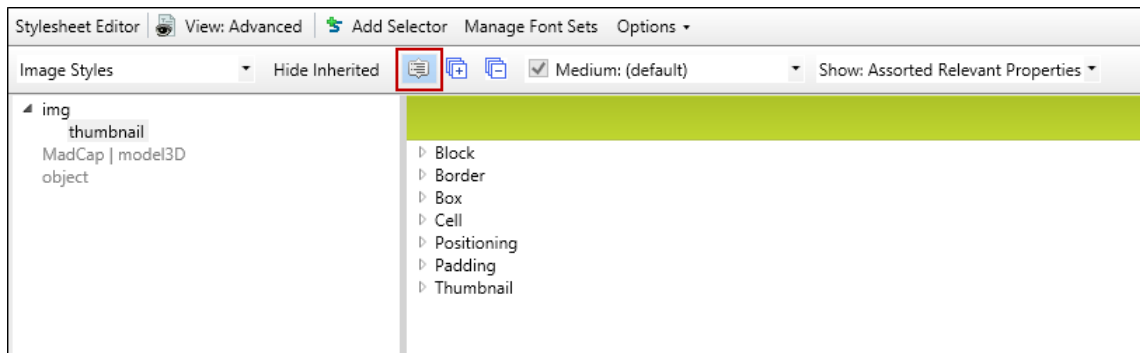 Stylesheet Editor View: Advanced Add Selector Manage Font Sets Options
Image Styles Hide Inherited Medium: (default) Show: Assorted Relevant Properties
img
thumbnail
MadCap | model3D
object
Block
Border
Box
Cell
Positioning
Padding
Thumbnail